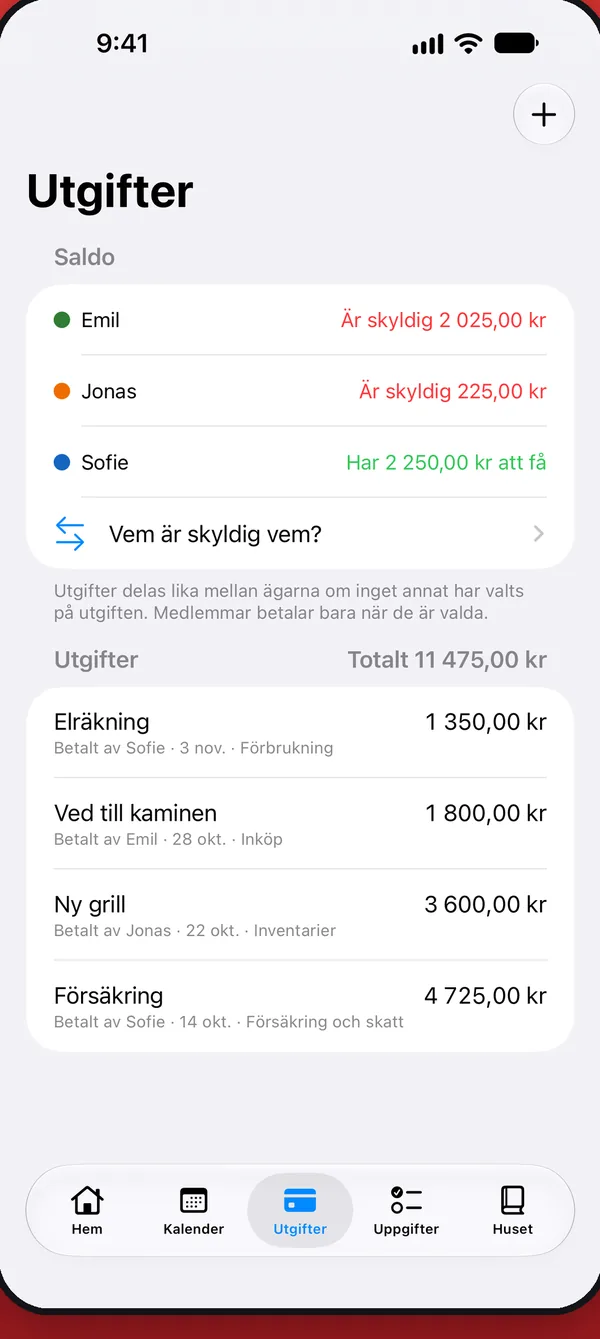 9:41
Utgifter
Saldo
Emil Är skyldig 2 025,00 kr
Jonas Är skyldig 225,00 kr
Sofie Har 2 250,00 kr att få
Vem är skyldig vem?
Utgifter delas lika mellan ägarna om inget annat har valts
på utgiften. Medlemmar betalar bara när de är valda.
Utgifter Totalt 11 475,00 kr
Elräkning 1 350,00 kr
Betalt av Sofie · 3 nov. · Förbrukning
Ved till kaminen 1 800,00 kr
Betalt av Emil · 28 okt. · Inköp
Ny grill 3 600,00 kr
Betalt av Jonas · 22 okt. · Inventarier
Försäkring 4 725,00 kr
Betalt av Sofie · 14 okt. · Försäkring och skatt
Hem Kalender Utgifter Uppgifter Huset